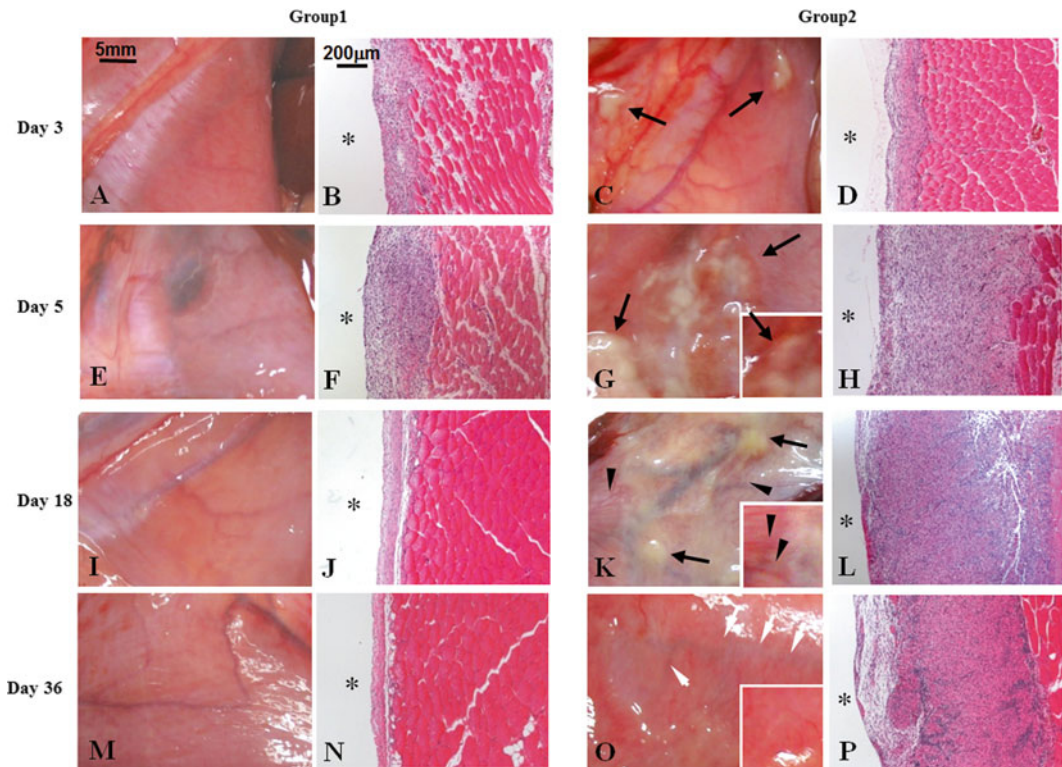 Group1 Group2
5mm 200µm
Day 3 * *
A B C D
Day 5 * *
E F G H
Day 18 * *
I J K L
Day 36 * *
M N O P